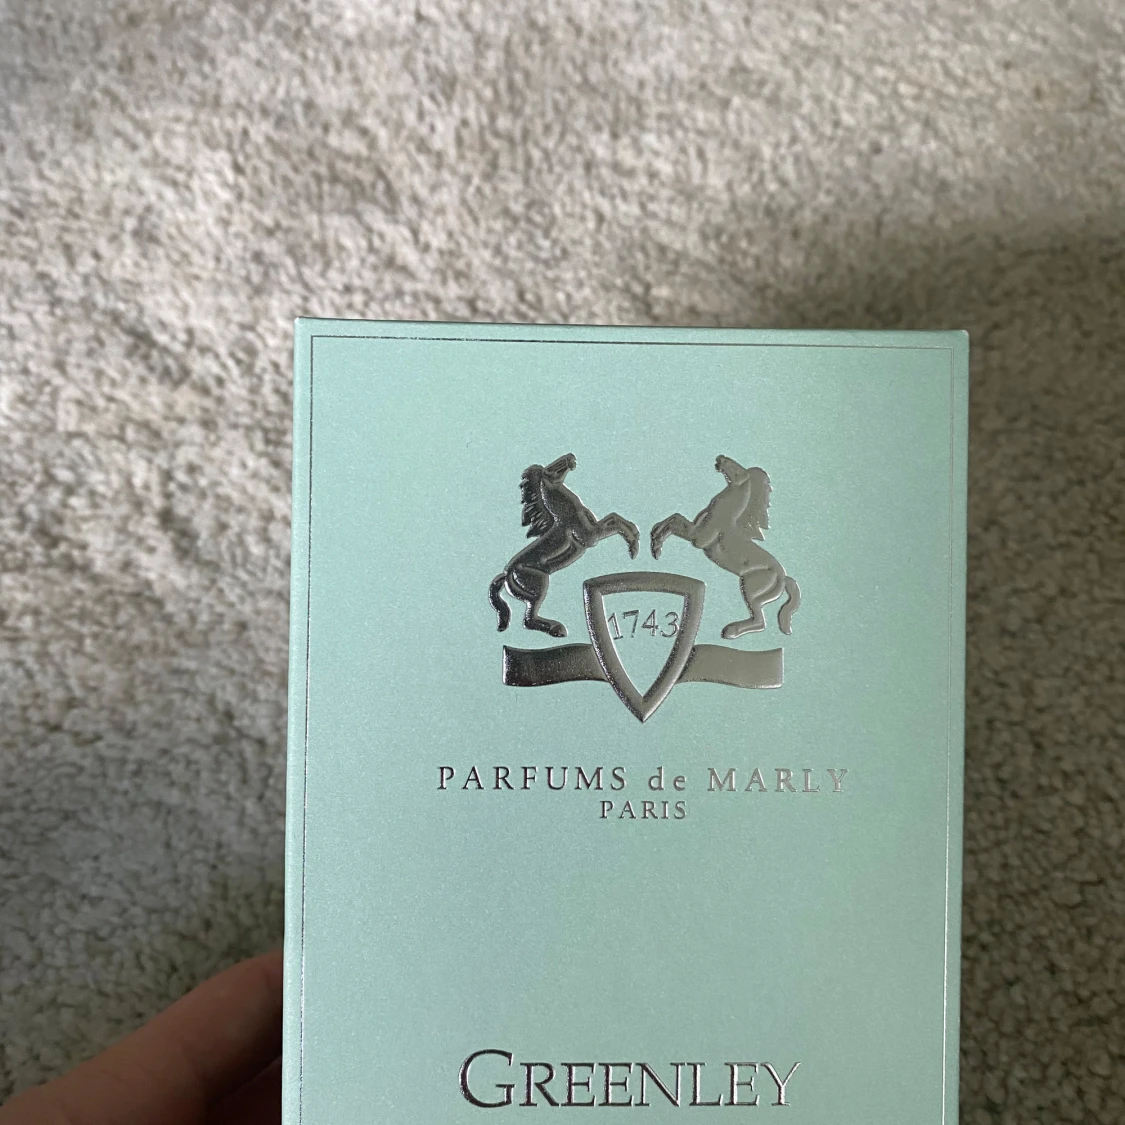 1743
PARFUMS de MARLY
PARIS
GREENLEY